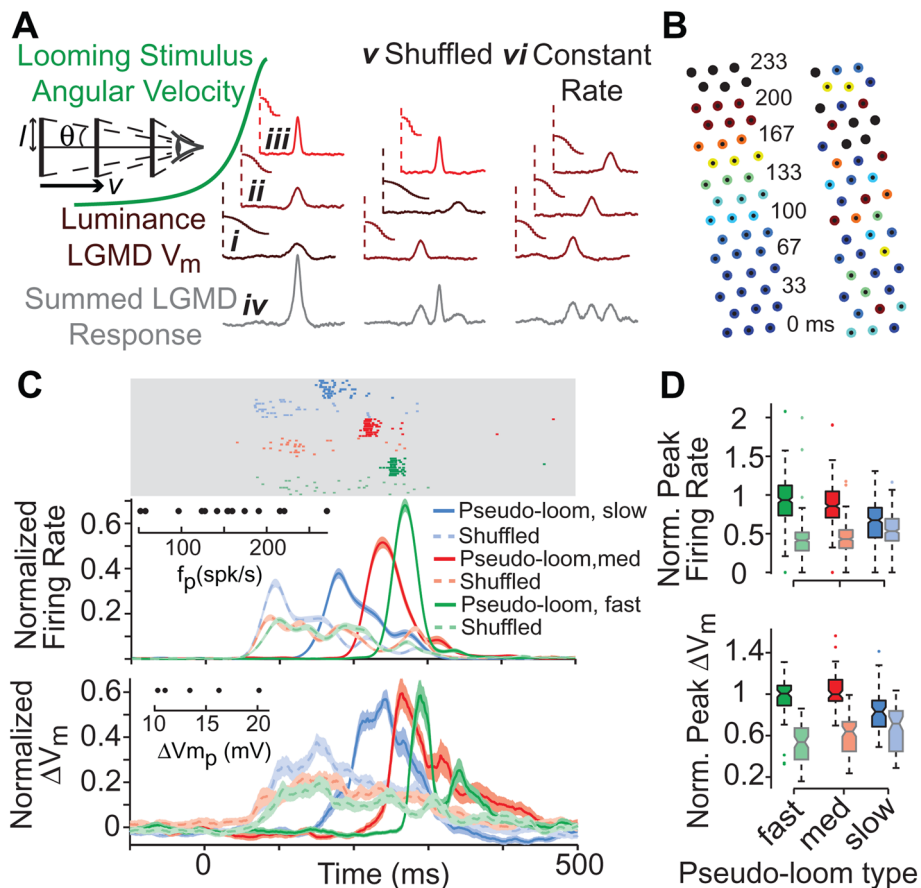 A
Looming Stimulus
Angular Velocity
l
θ
v
Luminance
LGMD Vm
Summed LGMD
Response
i
ii
iii
iv
v Shuffled
vi Constant
Rate
B
233
200
167
133
100
67
33
0 ms
C
Normalized
Firing Rate
0.6
0.4
0.2
100
200
fp(spk/s)
Pseudo-loom, slow
Shuffled
Pseudo-loom,med
Shuffled
Pseudo-loom, fast
Shuffled
Normalized
ΔVm
0.6
0.4
0.2
0
10
15
20
ΔVmp (mV)
0
Time (ms)
500
D
Norm. Peak
Firing Rate
2
1.5
1
0.5
0
Norm. Peak ΔVm
1.4
1
0.6
0.2
fast
med
slow
Pseudo-loom type